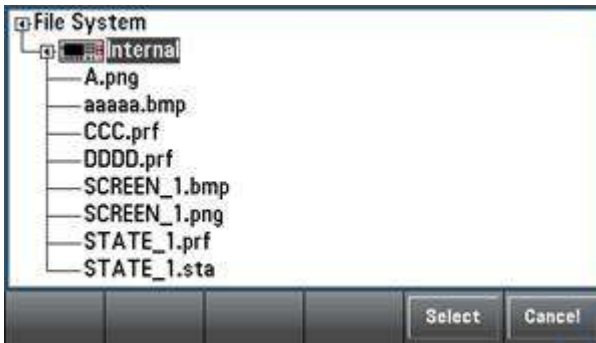 File System
Internal
A.png
aaaaa.bmp
CCC.prf
DDDD.prf
SCREEN_1.bmp
SCREEN_1.png
STATE_1.prf
STATE_1.sta
Select Cancel